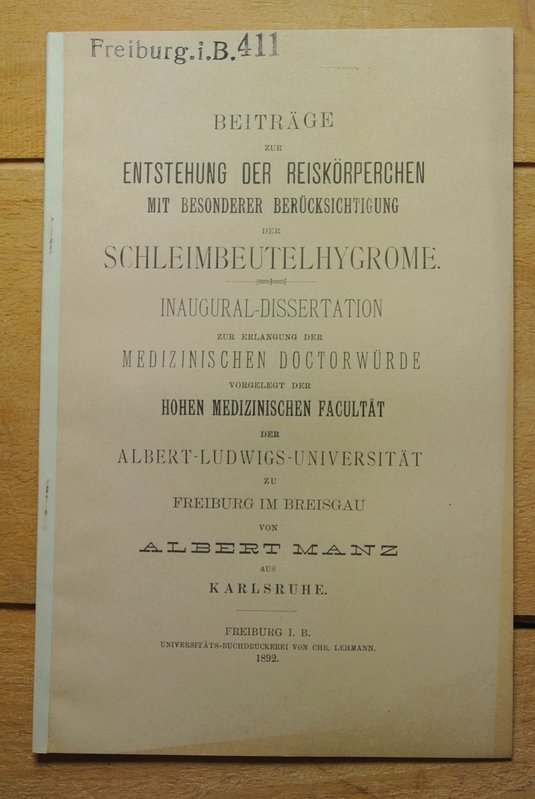 Freiburg.i.B.411
BEITRÄGE
ZUR
ENTSTEHUNG DER REISKÖRPERCHEN
MIT BESONDERER BERÜCKSICHTIGUNG
DER
SCHLEIMBEUTELHYGROME.
INAUGURAL-DISSERTATION
ZUR ERLANGUNG DER
MEDIZINISCHEN DOCTORWÜRDE
VORGELEGT DER
HOHEN MEDIZINISCHEN FACULTÄT
DER
ALBERT-LUDWIGS-UNIVERSITÄT
ZU
FREIBURG IM BREISGAU
VON
ALBERT MANZ
AUS
KARLSRUHE.
FREIBURG I. B.
UNIVERSITÄTS-BUCHDRUCKEREI VON CHR. LEHMANN.
1892.